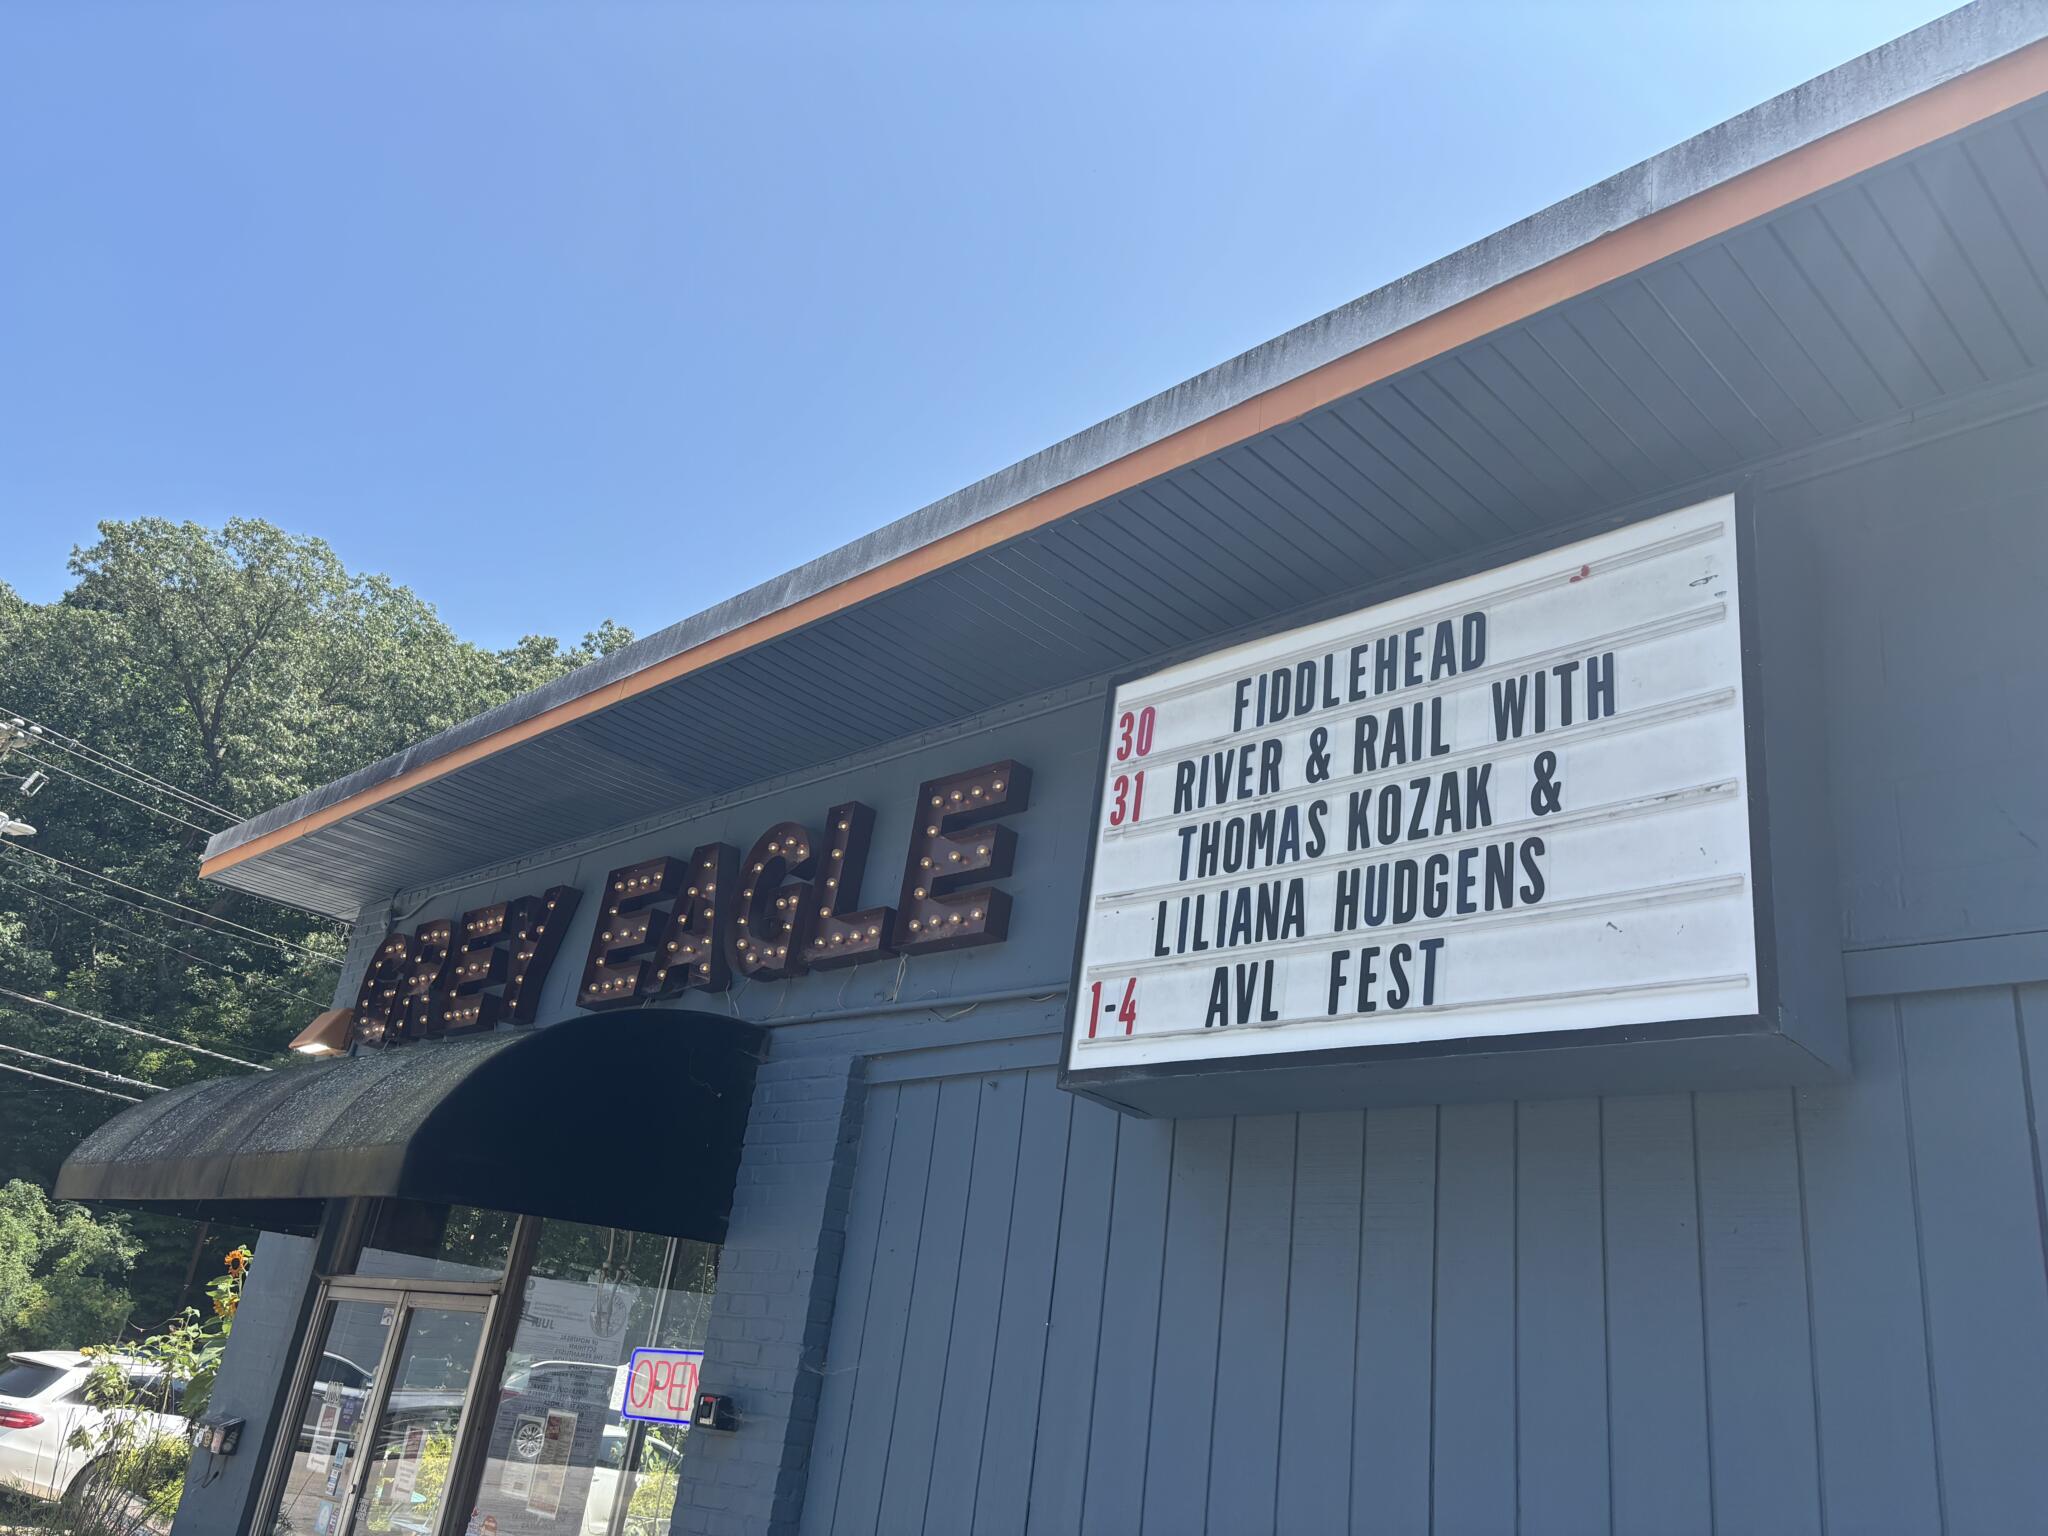 GREY EAGLE
30 FIDDLEHEAD
31 RIVER & RAIL WITH
THOMAS KOZAK &
LILIANA HUDGENS
1-4 AVL FEST
OPEN